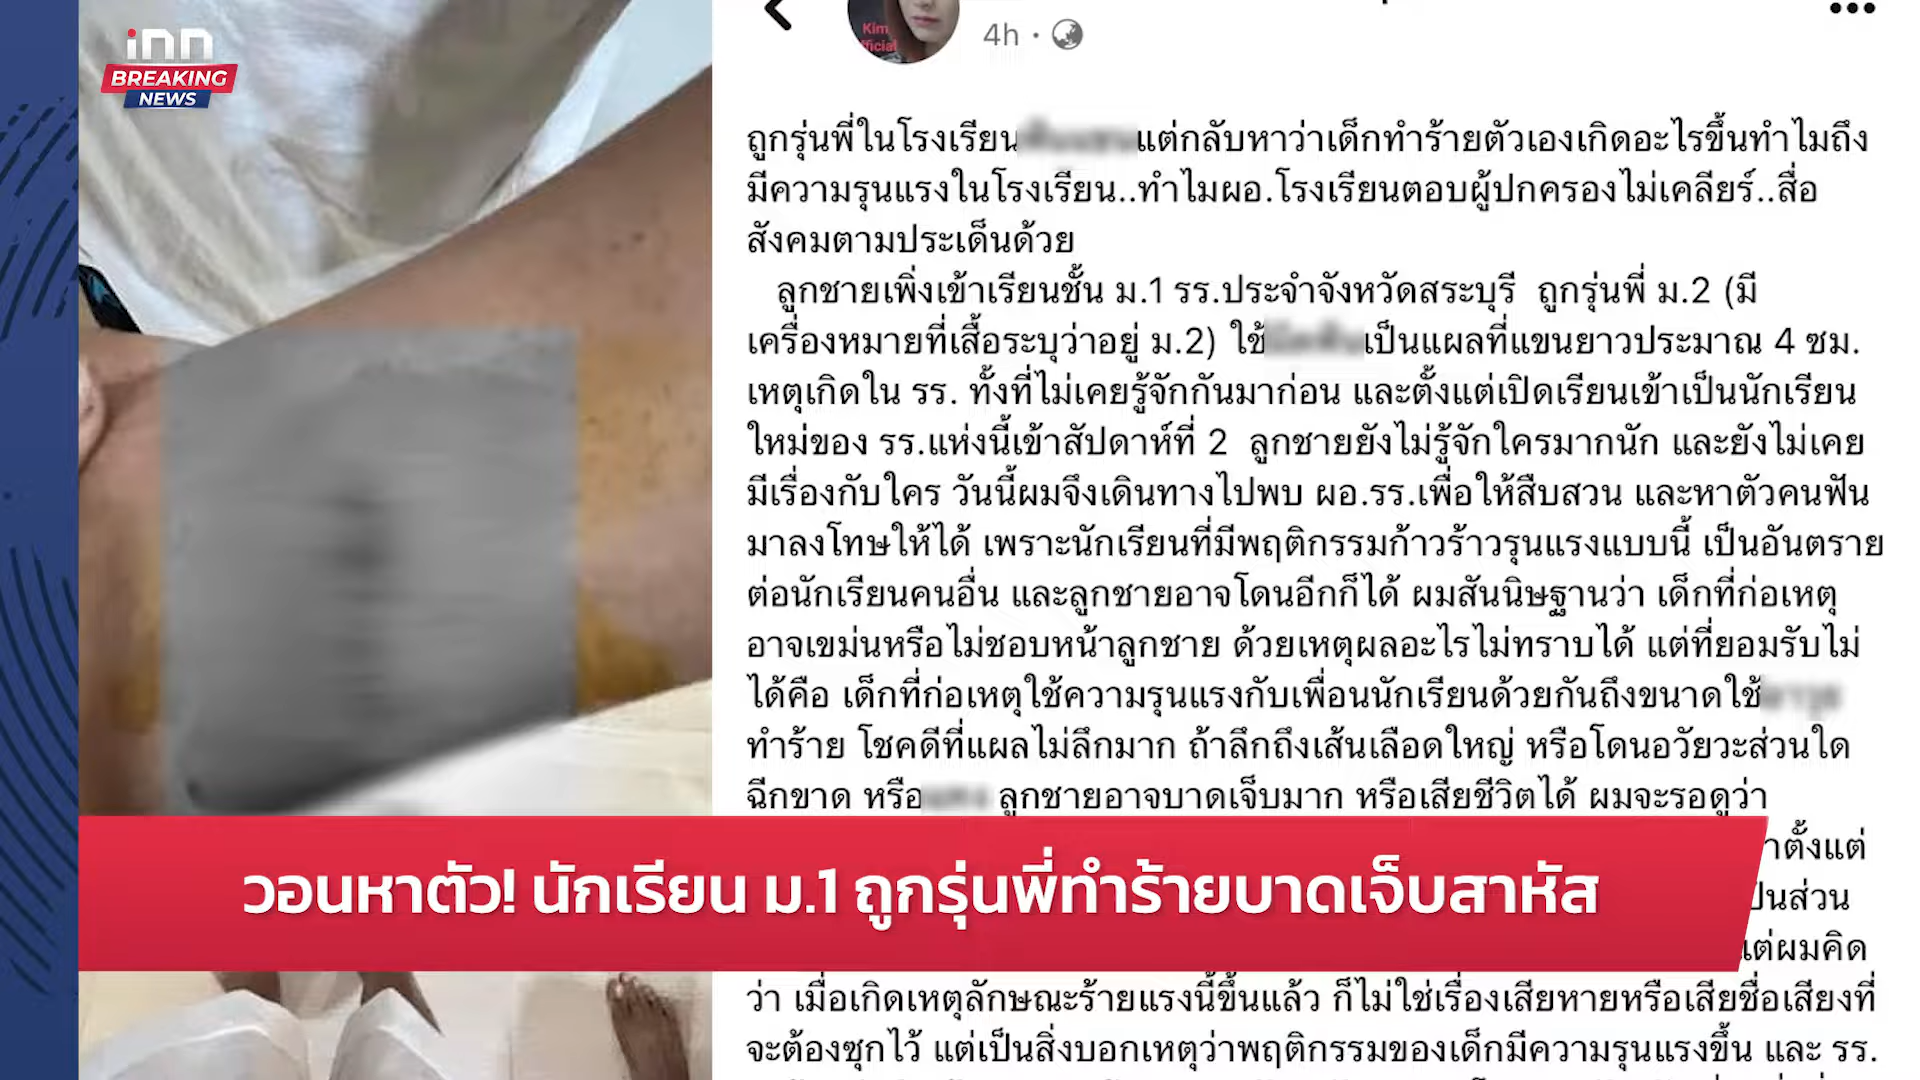 inn
BREAKING
NEWS
Kim
4h
ถูกรุ่นพี่ในโรงเรียน แต่กลับหาว่าเด็กทำร้ายตัวเองเกิดอะไรขึ้นทำไมถึง
มีความรุนแรงในโรงเรียน..ทำไมผอ.โรงเรียนตอบผู้ปกครองไม่เคลียร์..สื่อ
สังคมตามประเด็นด้วย
ลูกชายเพิ่งเข้าเรียนชั้น ม.1 รร.ประจำจังหวัดสระบุรี ถูกรุ่นพี่ ม.2 (มี
เครื่องหมายที่เสื้อระบุว่าอยู่ ม.2) ใช้ เป็นแผลที่แขนยาวประมาณ 4 ซม.
เหตุเกิดใน รร. ทั้งที่ไม่เคยรู้จักกันมาก่อน และตั้งแต่เปิดเรียนเข้าเป็นนักเรียน
ใหม่ของ รร.แห่งนี้เข้าสัปดาห์ที่ 2 ลูกชายยังไม่รู้จักใครมากนัก และยังไม่เคย
มีเรื่องกับใคร วันนี้ผมจึงเดินทางไปพบ ผอ.รร.เพื่อให้สืบสวน และหาตัวคนฟัน
มาลงโทษให้ได้ เพราะนักเรียนที่มีพฤติกรรมก้าวร้าวรุนแรงแบบนี้ เป็นอันตราย
ต่อนักเรียนคนอื่น และลูกชายอาจโดนอีกก็ได้ ผมสันนิษฐานว่า เด็กที่ก่อเหตุ
อาจเขม่นหรือไม่ชอบหน้าลูกชาย ด้วยเหตุผลอะไรไม่ทราบได้ แต่ที่ยอมรับไม่
ได้คือ เด็กที่ก่อเหตุใช้ความรุนแรงกับเพื่อนนักเรียนด้วยกันถึงขนาดใช้
ทำร้าย โชคดีที่แผลไม่ลึกมาก ถ้าลึกถึงเส้นเลือดใหญ่ หรือโดนอวัยวะส่วนใด
ฉีกขาด หรือ ลูกชายอาจบาดเจ็บมาก หรือเสียชีวิตได้ ผมจะรอดูว่า
ตั้งแต่
วอนหาตัว! นักเรียน ม.1 ถูกรุ่นพี่ทำร้ายบาดเจ็บสาหัส
เป็นส่วน
แต่ผมคิด
ว่า เมื่อเกิดเหตุลักษณะร้ายแรงนี้ขึ้นแล้ว ก็ไม่ใช่เรื่องเสียหายหรือเสียชื่อเสียงที่
จะต้องซุกไว้ แต่เป็นสิ่งบอกเหตุว่าพฤติกรรมของเด็กมีความรุนแรงขึ้น และ รร.